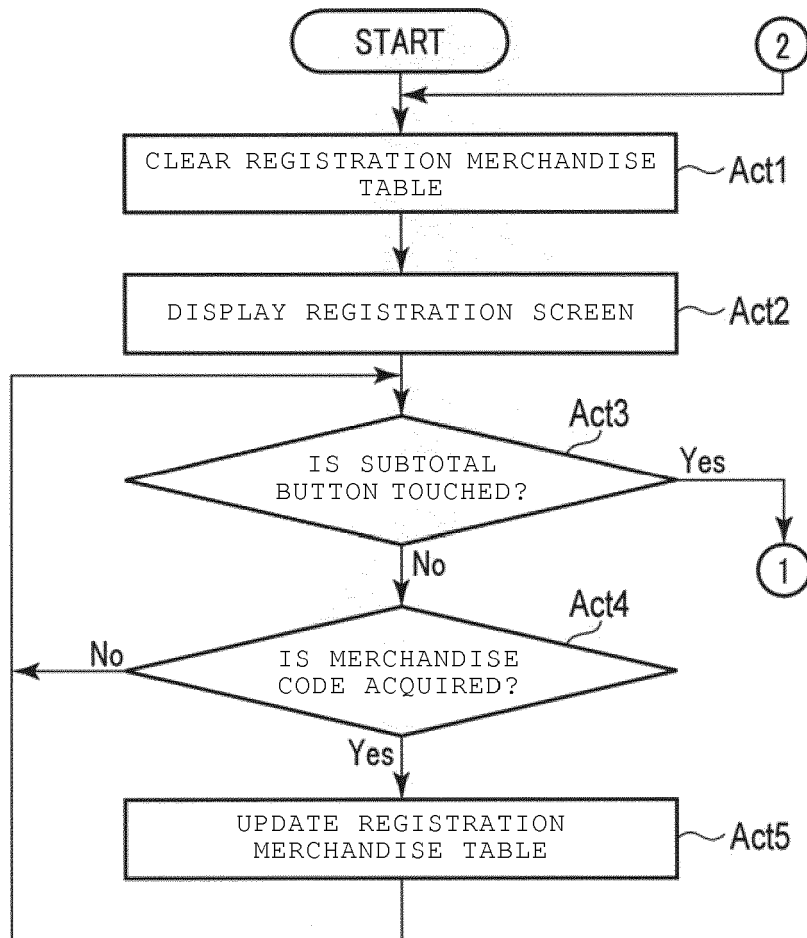 START
2
CLEAR REGISTRATION MERCHANDISE
TABLE
Act1
DISPLAY REGISTRATION SCREEN
Act2
Act3
IS SUBTOTAL
BUTTON TOUCHED?
Yes
No
1
Act4
IS MERCHANDISE
CODE ACQUIRED?
No
Yes
UPDATE REGISTRATION
MERCHANDISE TABLE
Act5